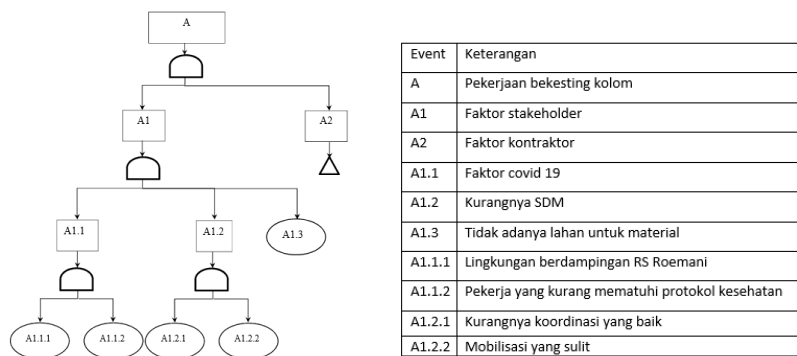 A
A1
A2
A1.1
A1.2
A1.3
A1.1.1
A1.1.2
A1.2.1
A1.2.2
Event Keterangan
A Pekerjaan bekesting kolom
A1 Faktor stakeholder
A2 Faktor kontraktor
A1.1 Faktor covid 19
A1.2 Kurangnya SDM
A1.3 Tidak adanya lahan untuk material
A1.1.1 Lingkungan berdampingan RS Roemani
A1.1.2 Pekerja yang kurang mematuhi protokol kesehatan
A1.2.1 Kurangnya koordinasi yang baik
A1.2.2 Mobilisasi yang sulit